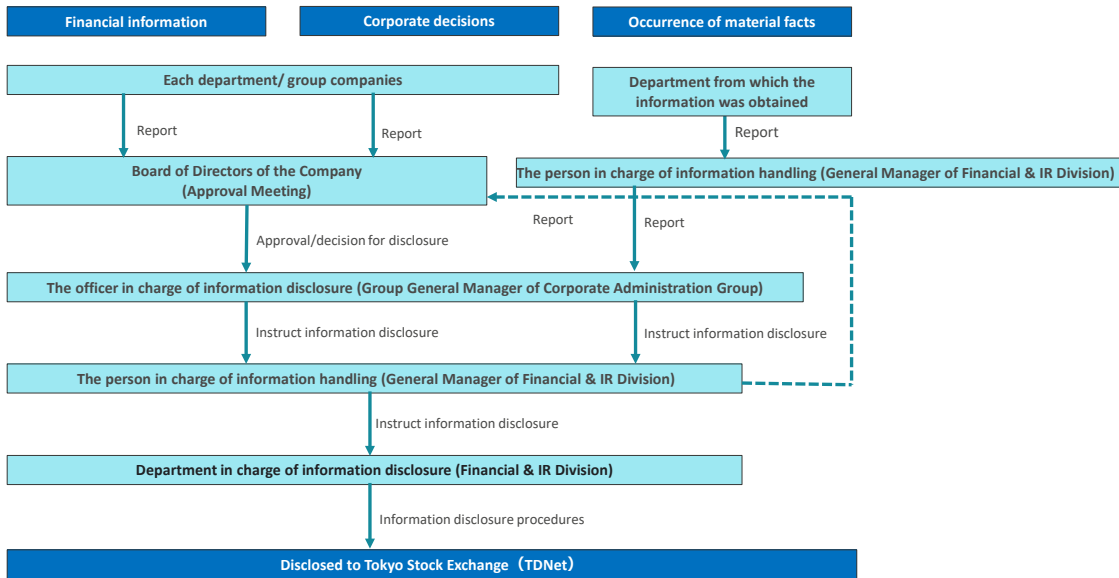 Financial information
Corporate decisions
Occurrence of material facts
Each department/ group companies
Department from which the
information was obtained
Report
Report
Report
Board of Directors of the Company
(Approval Meeting)
The person in charge of information handling (General Manager of Financial & IR Division)
Report
Report
Approval/decision for disclosure
The officer in charge of information disclosure (Group General Manager of Corporate Administration Group)
Instruct information disclosure
Instruct information disclosure
The person in charge of information handling (General Manager of Financial & IR Division)
Instruct information disclosure
Department in charge of information disclosure (Financial & IR Division)
Information disclosure procedures
Disclosed to Tokyo Stock Exchange（TDNet）